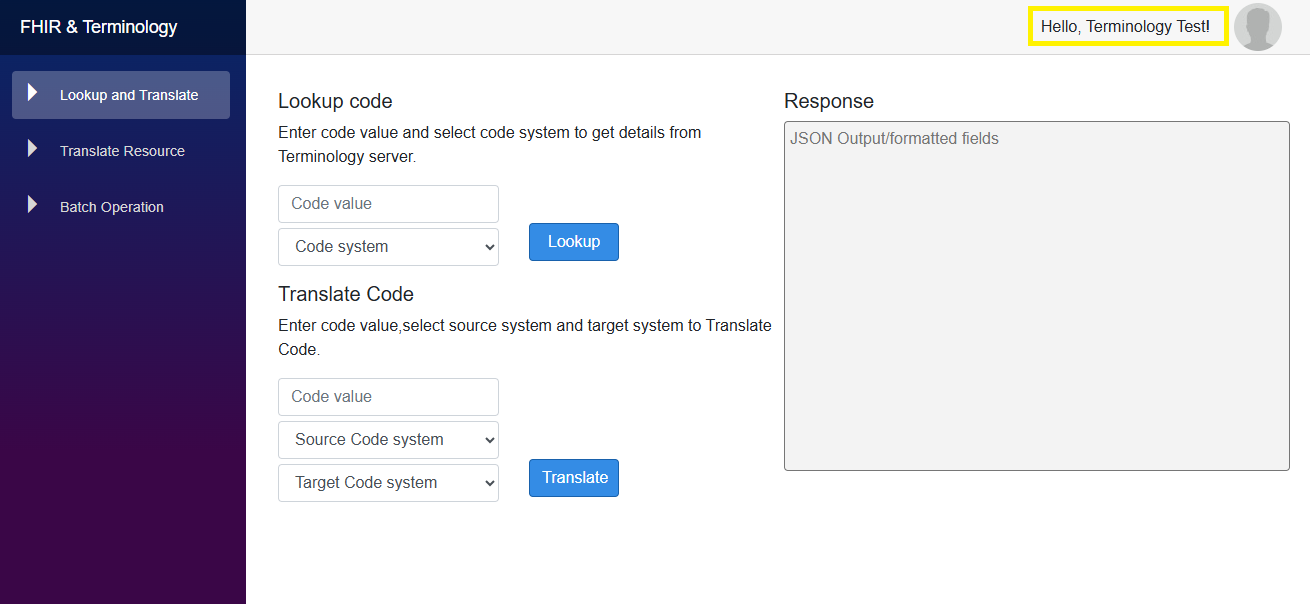 FHIR & Terminology
Hello, Terminology Test!
Lookup and Translate
Translate Resource
Batch Operation
Lookup code
Enter code value and select code system to get details from
Terminology server.
Code value
Code system
Lookup
Translate Code
Enter code value,select source system and target system to Translate
Code.
Code value
Source Code system
Target Code system
Translate
Response
JSON Output/formatted fields